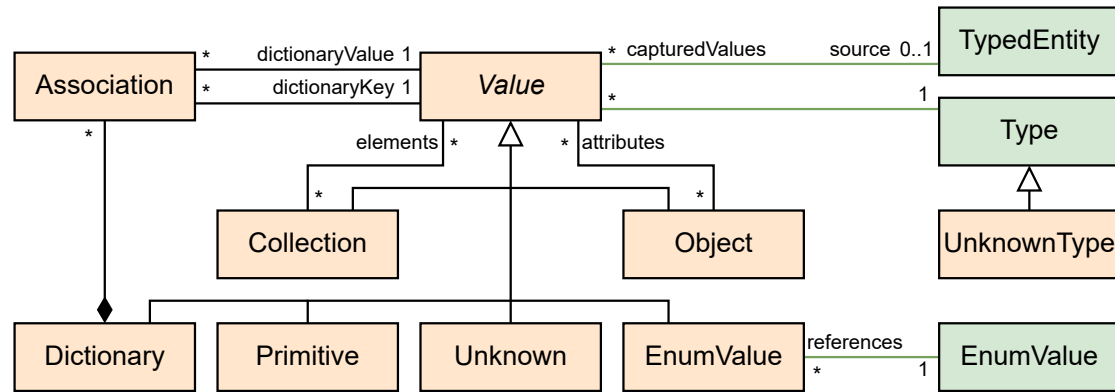 TypedEntity
* dictionaryValue 1
* capturedValues source 0..1
Association
Value
* dictionaryKey 1
* 1
Type
*
elements *
* attributes
* *
Collection
Object
UnknownType
Dictionary
Primitive
Unknown
EnumValue
references
* 1
EnumValue